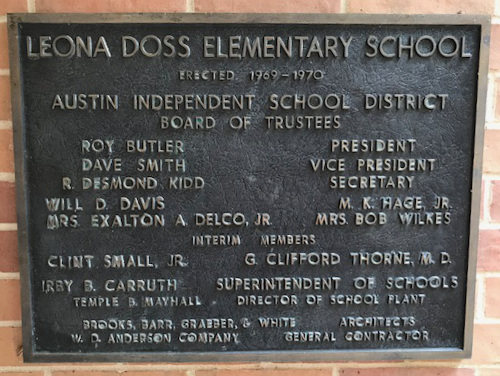 LEONA DOSS ELEMENTARY SCHOOL
ERECTED 1969-1970
AUSTIN INDEPENDENT SCHOOL DISTRICT
BOARD OF TRUSTEES
ROY BUTLER PRESIDENT
DAVE SMITH VICE PRESIDENT
R. DESMOND KIDD SECRETARY
WILL D. DAVIS M. K. HAGE, JR.
MRS. EXALTON A. DELCO, JR. MRS. BOB WILKES
INTERIM MEMBERS
CLINT SMALL, JR. G. CLIFFORD THORNE, M.D.
IRBY B. CARRUTH SUPERINTENDENT OF SCHOOLS
TEMPLE B. MAYHALL DIRECTOR OF SCHOOL PLANT
BROOKS, BARR, GRAEBER, & WHITE ARCHITECTS
W. D. ANDERSON COMPANY GENERAL CONTRACTOR